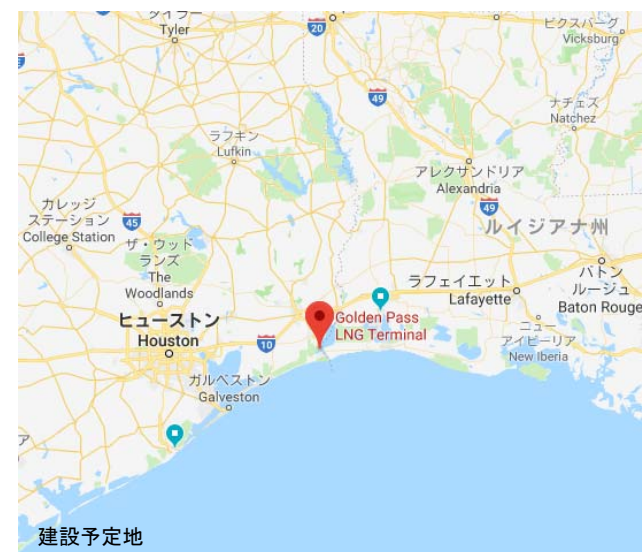 タイラー
Tyler
20
ビクスバーグ
Vicksburg
49
ナチェズ
Natchez
ラフキン
Lufkin
アレクサンドリア
Alexandria
49
カレッジ
ステーション
College Station
45
ザ・ウッド
ランズ
The
Woodlands
ルイジアナ州
ラフェイエット
Lafayette
バトン
ルージュ
Baton Rouge
ヒューストン
Houston
10
Golden Pass
LNG Terminal
ニュー
アイビーリア
New Iberia
ガルベストン
Galveston
ア
建設予定地